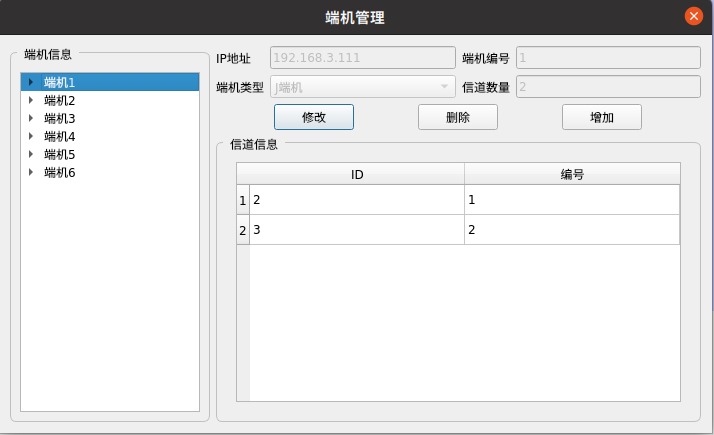 端机管理
端机信息
端机1
端机2
端机3
端机4
端机5
端机6
IP地址 192.168.3.111 端机编号 1
端机类型 J端机 信道数量 2
修改 删除 增加
信道信息
ID 编号
1 2 1
2 3 2